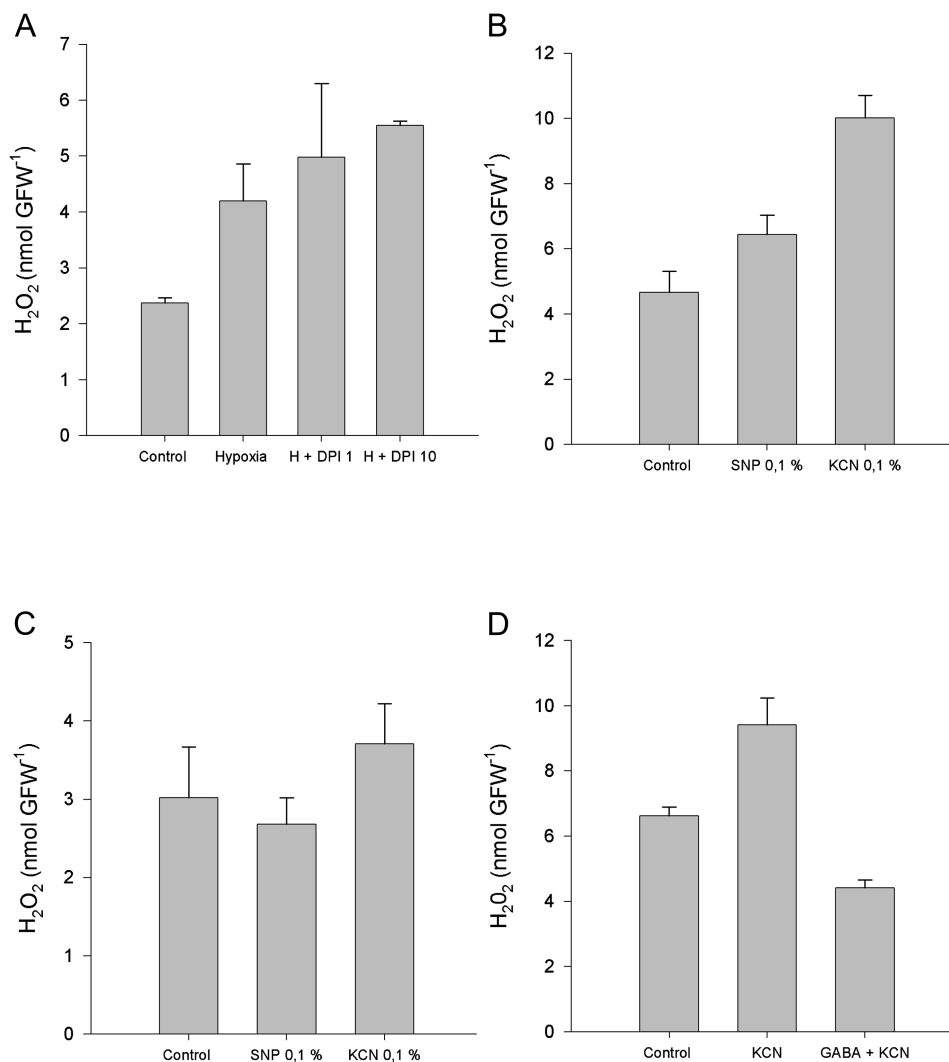 A
7
6
5
4
3
2
1
0
H₂O₂ (nmol GFW⁻¹)
Control Hypoxia H + DPI 1 H + DPI 10
B
12
10
8
6
4
2
0
H₂O₂ (nmol GFW⁻¹)
Control SNP 0,1 % KCN 0,1 %
C
5
4
3
2
1
0
H₂O₂ (nmol GFW⁻¹)
Control SNP 0,1 % KCN 0,1 %
D
12
10
8
6
4
2
0
H₂0₂ (nmol GFW⁻¹)
Control KCN GABA + KCN